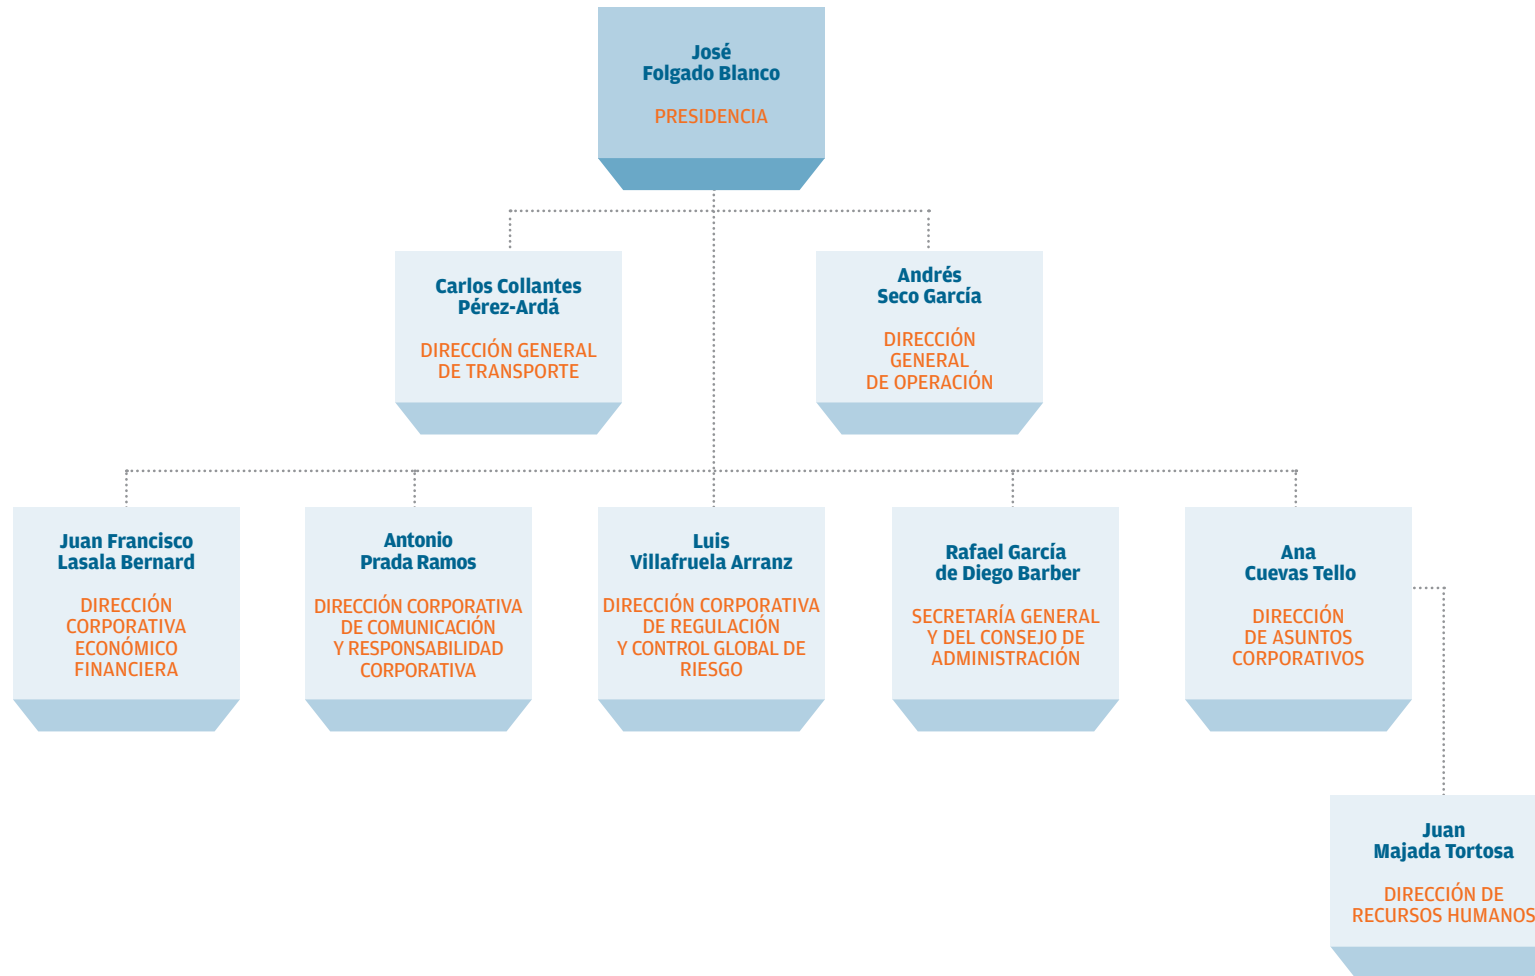 José
Folgado Blanco
PRESIDENCIA
Carlos Collantes
Pérez-Ardá
DIRECCIÓN GENERAL
DE TRANSPORTE
Andrés
Seco García
DIRECCIÓN
GENERAL
DE OPERACIÓN
Juan Francisco
Lasala Bernard
DIRECCIÓN
CORPORATIVA
ECONÓMICO
FINANCIERA
Antonio
Prada Ramos
DIRECCIÓN CORPORATIVA
DE COMUNICACIÓN
Y RESPONSABILIDAD
CORPORATIVA
Luis
Villafruela Arranz
DIRECCIÓN CORPORATIVA
DE REGULACIÓN
Y CONTROL GLOBAL DE
RIESGO
Rafael García
de Diego Barber
SECRETARÍA GENERAL
Y DEL CONSEJO DE
ADMINISTRACIÓN
Ana
Cuevas Tello
DIRECCIÓN
DE ASUNTOS
CORPORATIVOS
Juan
Majada Tortosa
DIRECCIÓN DE
RECURSOS HUMANOS